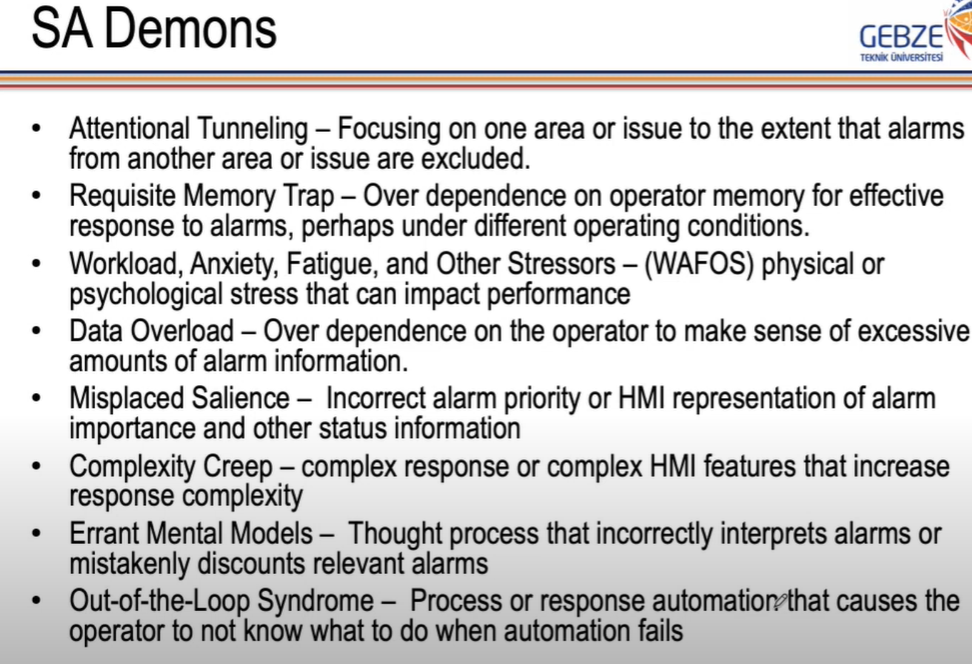 SA Demons
GEBZE
TEKNİK ÜNİVERSİTESİ
• Attentional Tunneling – Focusing on one area or issue to the extent that alarms
from another area or issue are excluded.
• Requisite Memory Trap – Over dependence on operator memory for effective
response to alarms, perhaps under different operating conditions.
• Workload, Anxiety, Fatigue, and Other Stressors – (WAFOS) physical or
psychological stress that can impact performance
• Data Overload – Over dependence on the operator to make sense of excessive
amounts of alarm information.
• Misplaced Salience – Incorrect alarm priority or HMI representation of alarm
importance and other status information
• Complexity Creep – complex response or complex HMI features that increase
response complexity
• Errant Mental Models – Thought process that incorrectly interprets alarms or
mistakenly discounts relevant alarms
• Out-of-the-Loop Syndrome – Process or response automation that causes the
operator to not know what to do when automation fails